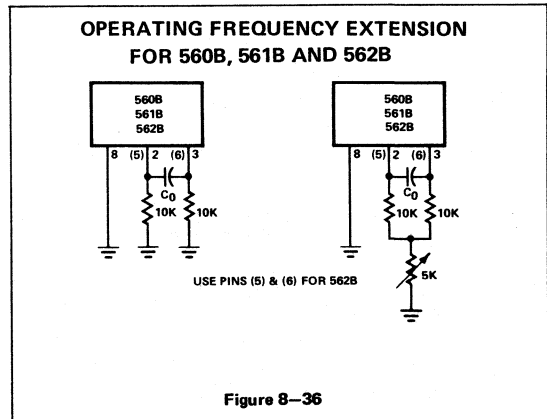 OPERATING FREQUENCY EXTENSION
FOR 560B, 561B AND 562B
560B
561B
562B
8 (5) 2 (6) 3
C0
10K 10K
560B
561B
562B
8 (5) 2 (6) 3
C0
10K 10K
5K
USE PINS (5) & (6) FOR 562B
Figure 8-36